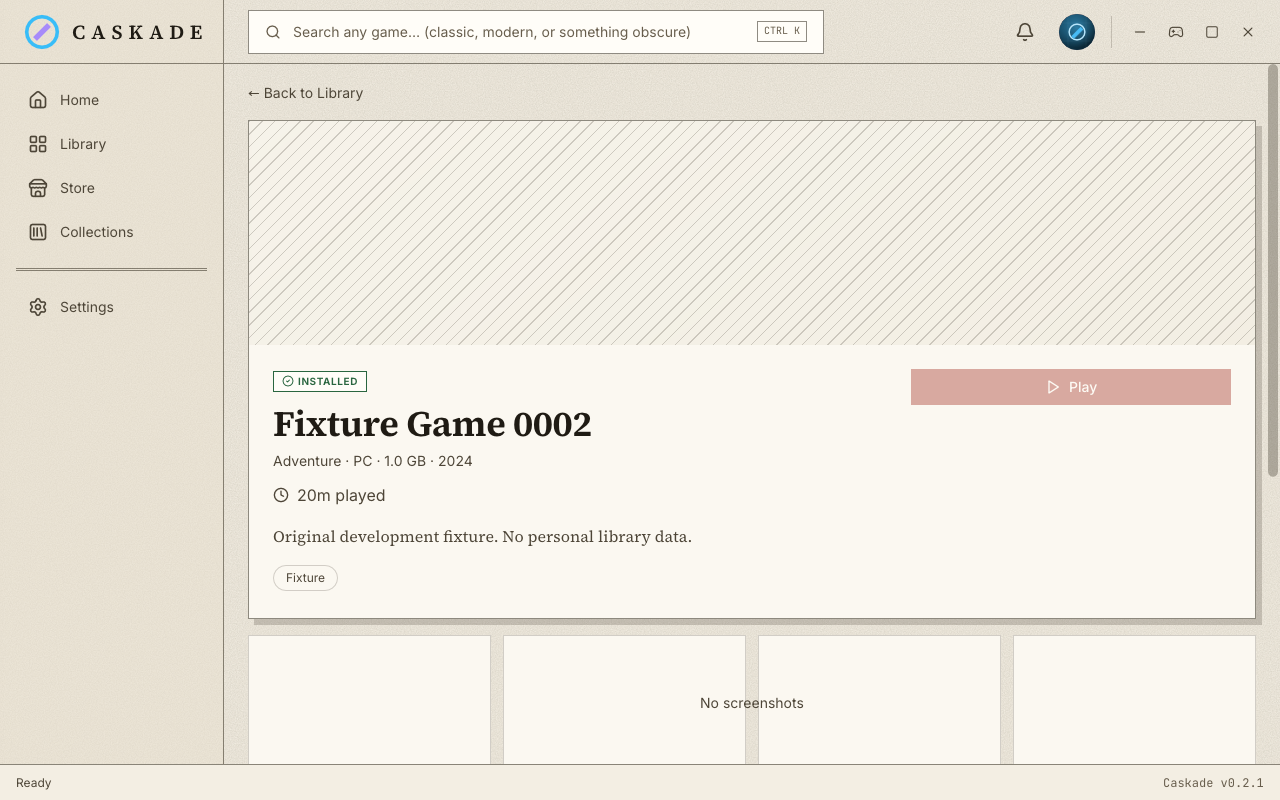 CASKADE
Search any game... (classic, modern, or something obscure)
CTRL K
Home
Library
Store
Collections
Settings
← Back to Library
INSTALLED
Play
Fixture Game 0002
Adventure · PC · 1.0 GB · 2024
20m played
Original development fixture. No personal library data.
Fixture
No screenshots
Ready
Caskade v0.2.1